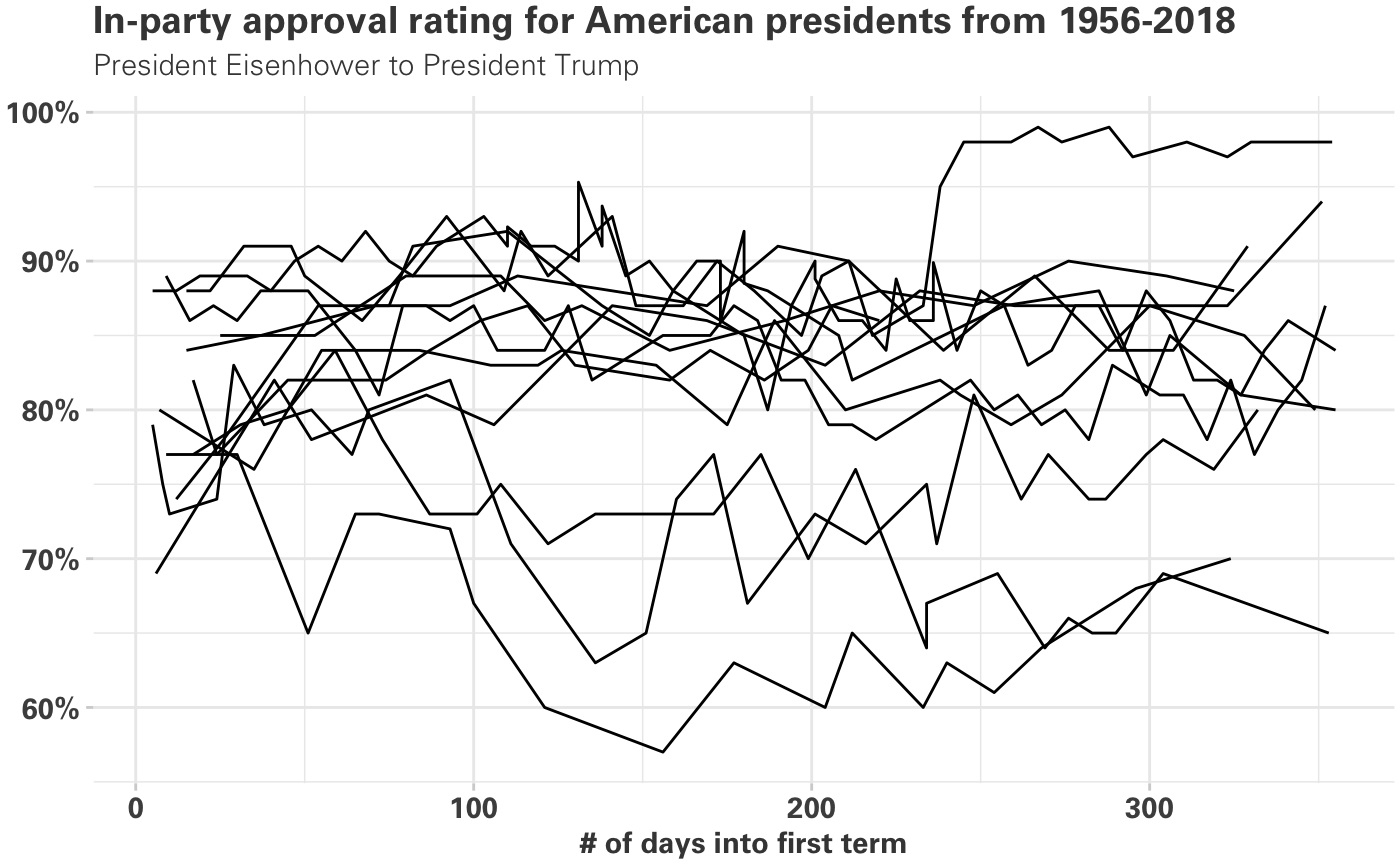 In-party approval rating for American presidents from 1956-2018
President Eisenhower to President Trump
100%
90%
80%
70%
60%
0 100 200 300
# of days into first term